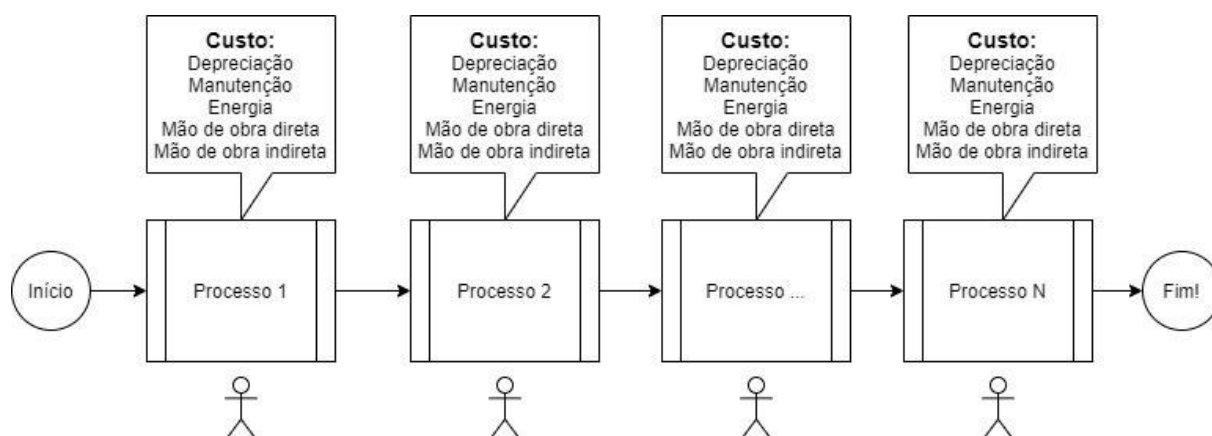 Custo:
Depreciação
Manutenção
Energia
Mão de obra direta
Mão de obra indireta
Custo:
Depreciação
Manutenção
Energia
Mão de obra direta
Mão de obra indireta
Custo:
Depreciação
Manutenção
Energia
Mão de obra direta
Mão de obra indireta
Custo:
Depreciação
Manutenção
Energia
Mão de obra direta
Mão de obra indireta
Início
Processo 1
Processo 2
Processo ...
Processo N
Fim!